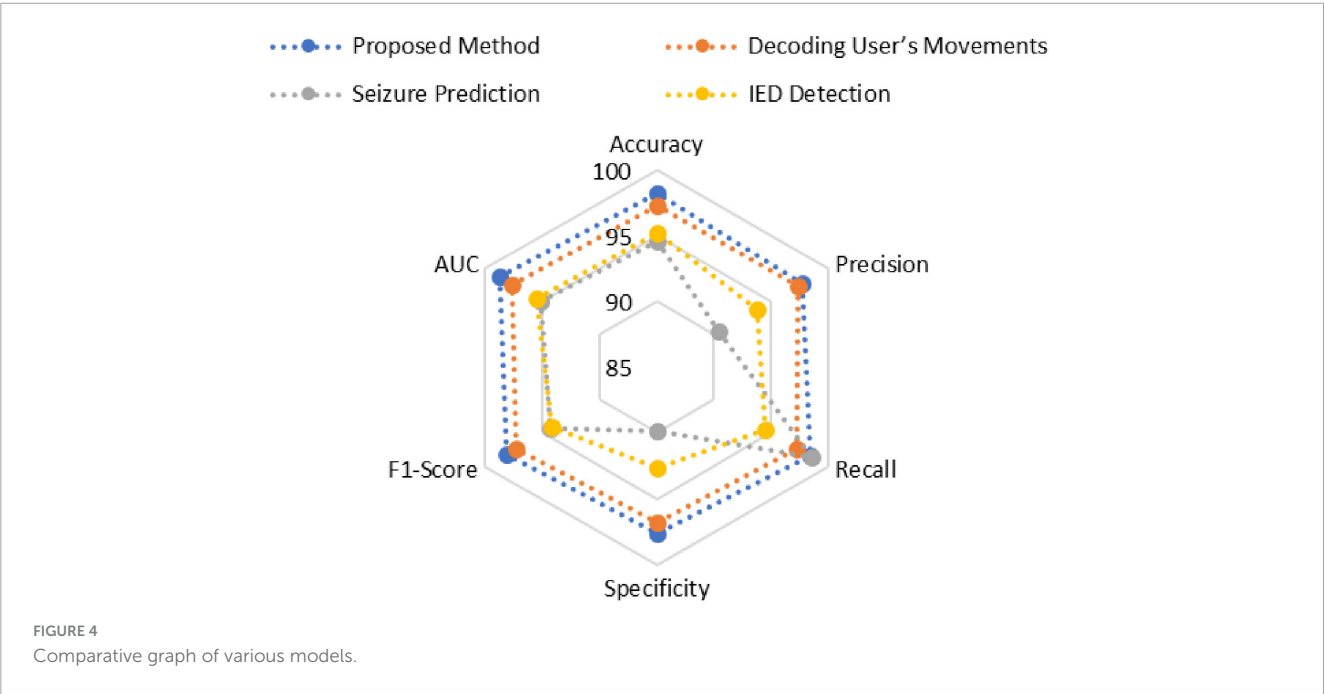 Proposed Method
Decoding User's Movements
Seizure Prediction
IED Detection
Accuracy
100
95
AUC
Precision
90
85
F1-Score
Recall
Specificity
FIGURE 4
Comparative graph of various models.